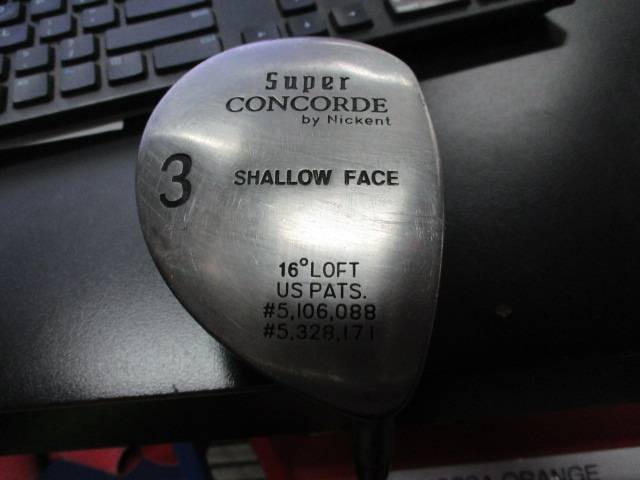 Super
CONCORDE
by Nickent
3
SHALLOW FACE
16° LOFT
US PATS.
#5,106,088
#5,328,171
ORANGE